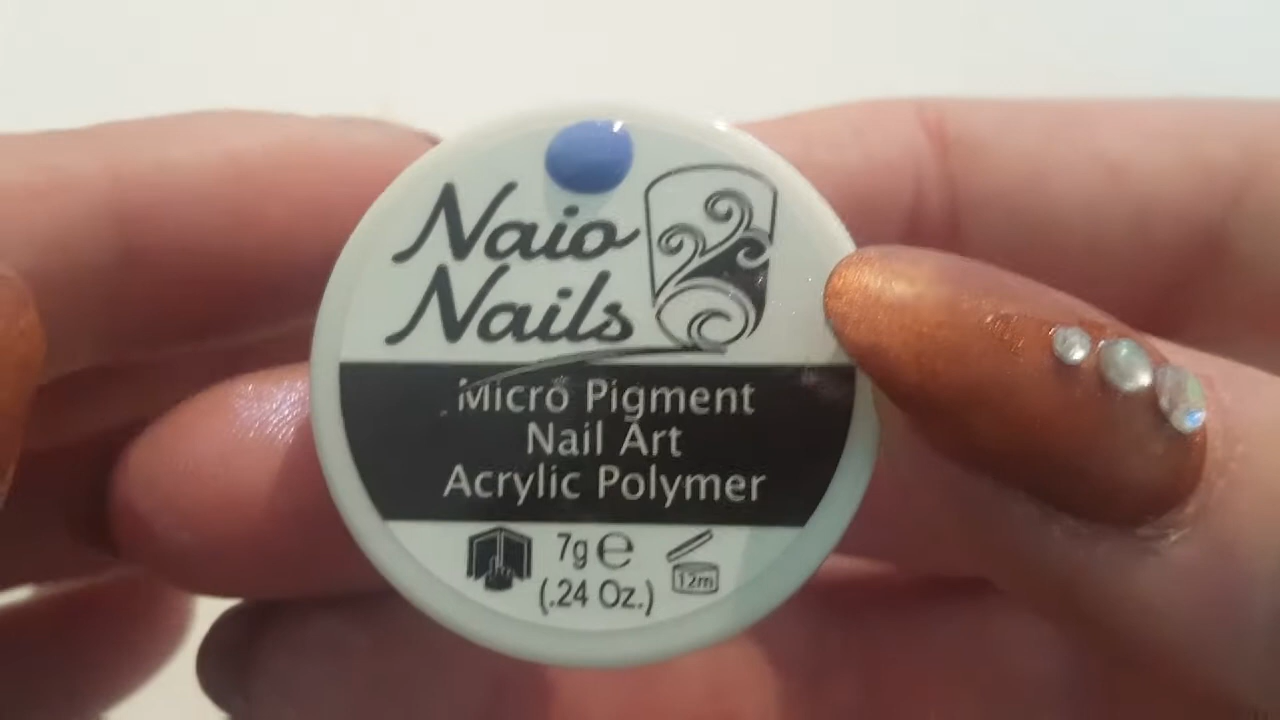 Naio
Nails
Micro Pigment
Nail Art
Acrylic Polymer
7g ℮
(.24 Oz.)
12m